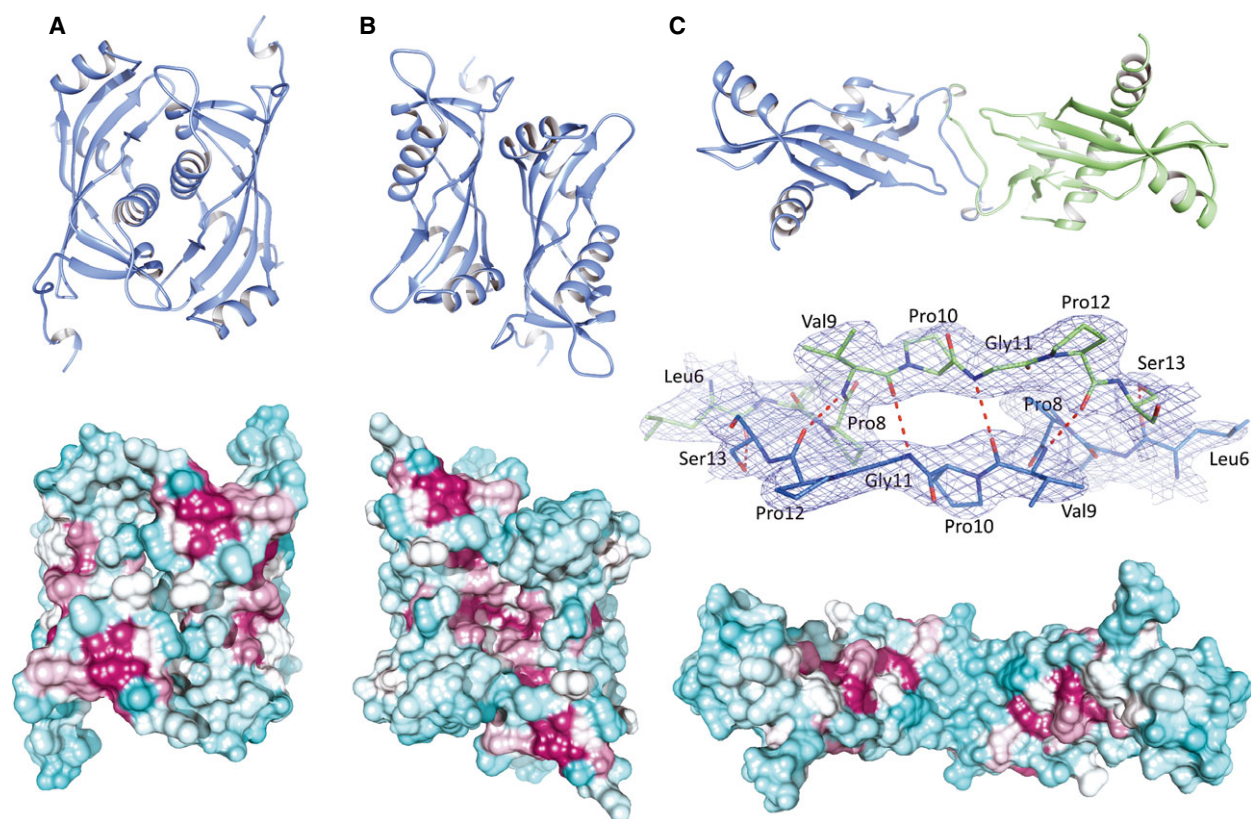 A
B
C
Pro12
Val9
Pro10
Gly11
Ser13
Leu6
Pro8
Pro8
Ser13
Gly11
Leu6
Pro12
Pro10
Val9